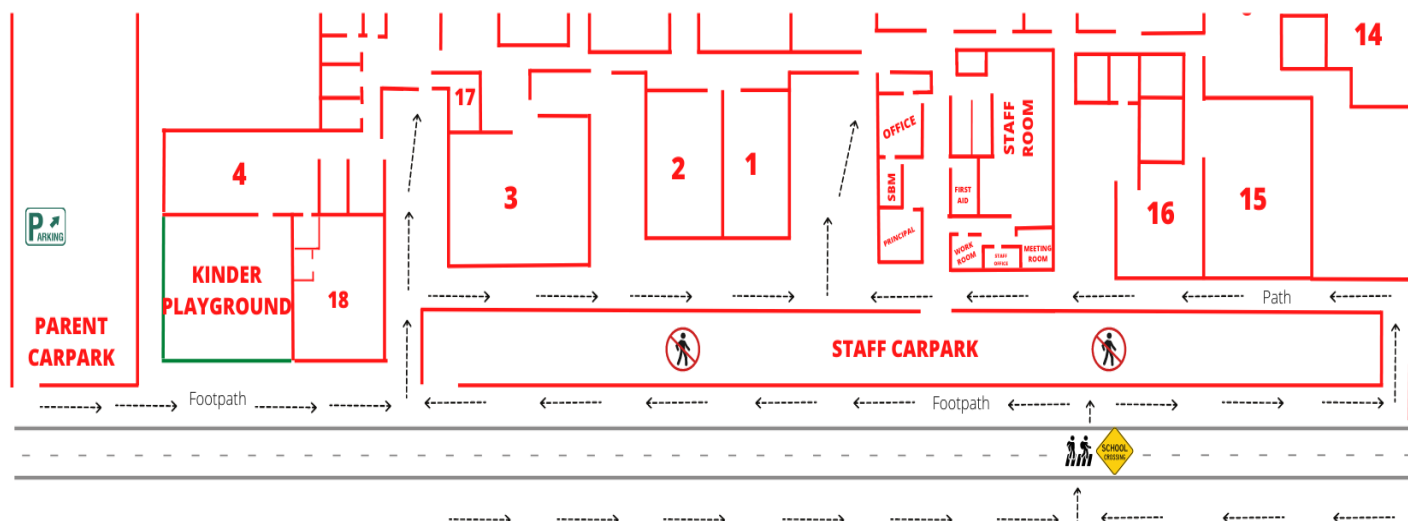 14
17
OFFICE
STAFF
ROOM
4
2
1
3
SBM
FIRST
AID
16
15
P
ARKING
PRINCIPAL
WORK
ROOM
STAFF
OFFICE
MEETING
ROOM
KINDER
PLAYGROUND
18
Path
PARENT
CARPARK
STAFF CARPARK
Footpath
Footpath
SCHOOL
CROSSING